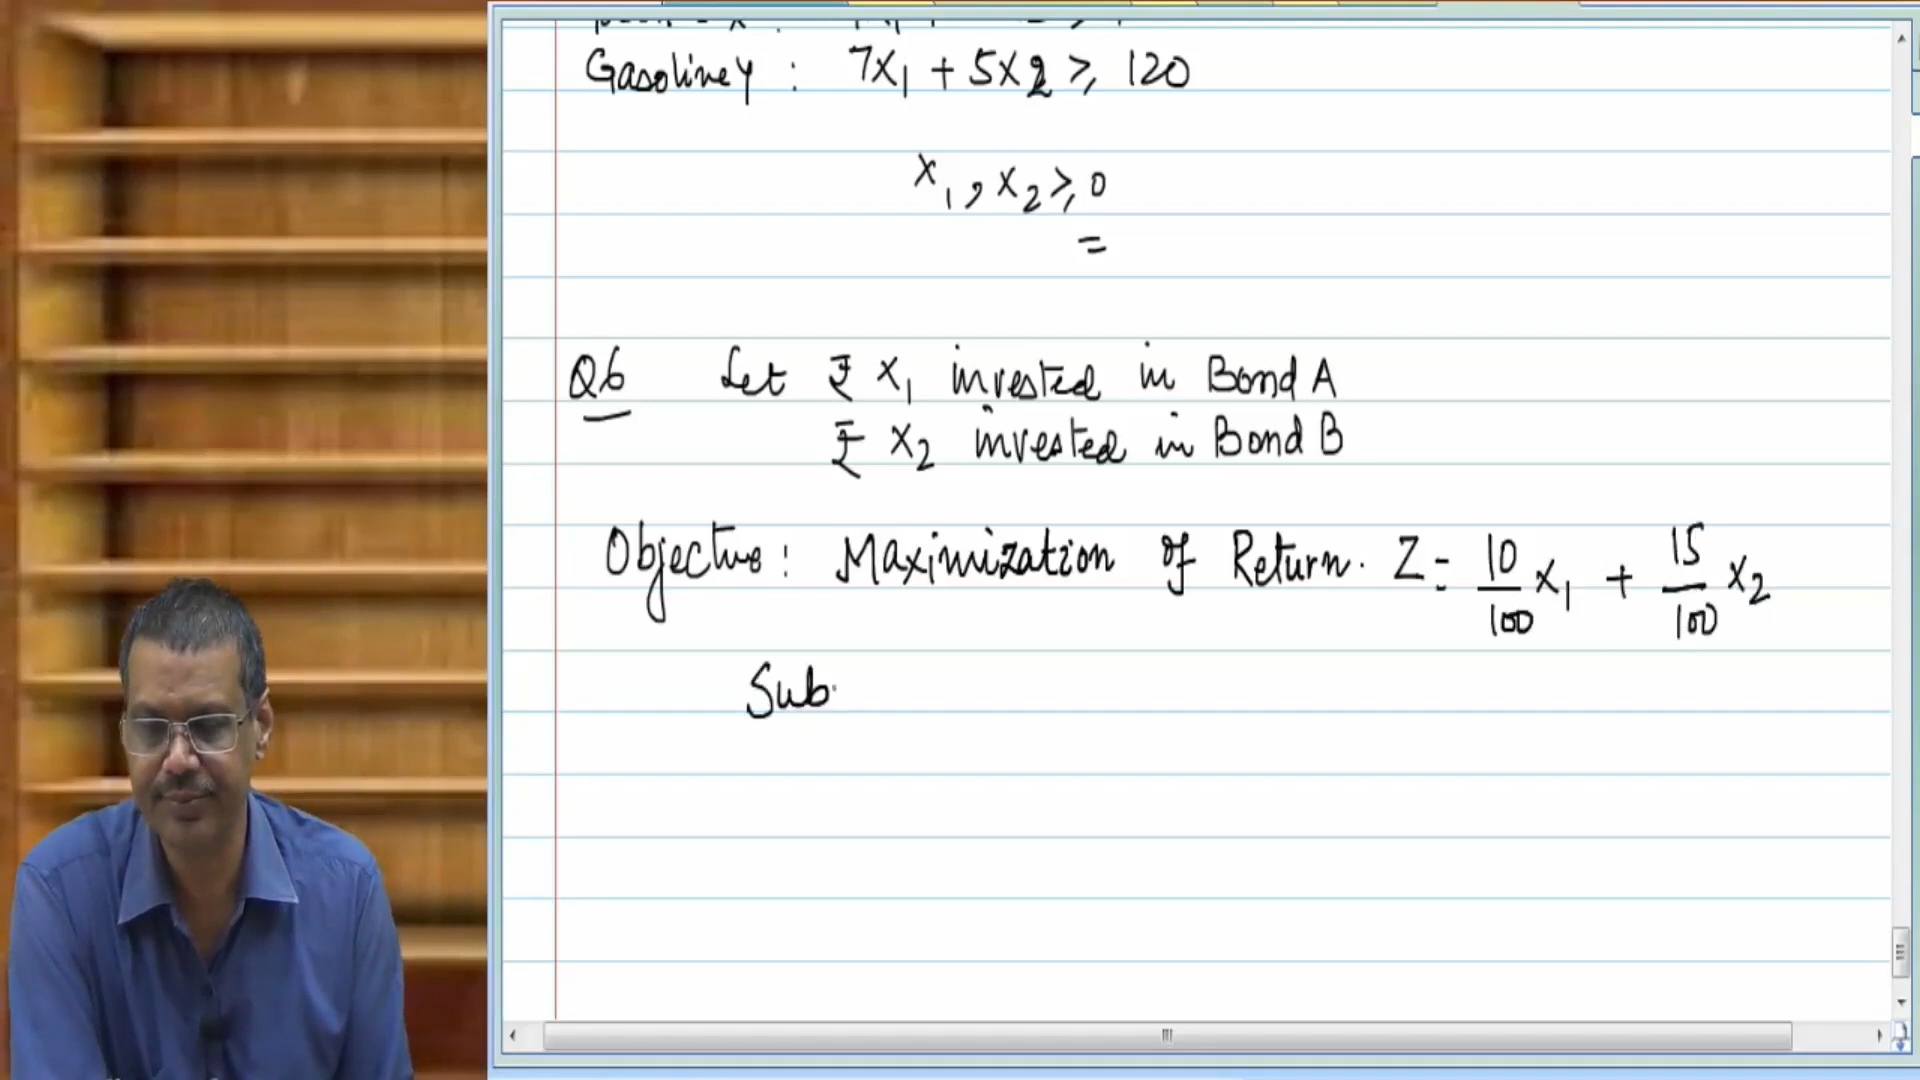 Gasoline Y : 7X1 + 5X2 ≥ 120
X1, X2 ≥ 0
=
Q6 Let ₹ X1 invested in Bond A
₹ X2 invested in Bond B
Objective : Maximization of Return. Z = 10/100 X1 + 15/100 X2
Sub